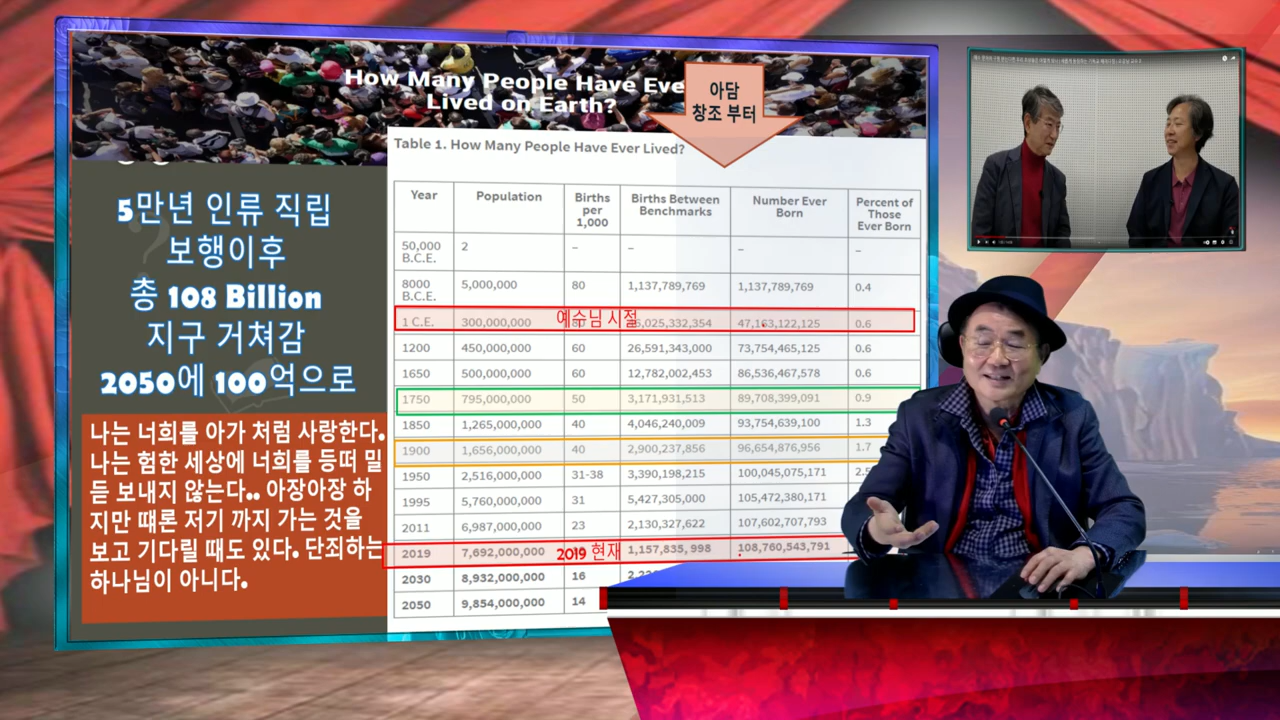 How Many People Have Eve
Lived on Earth?
아담
창조 부터
5만년 인류 직립
보행이후
총 108 Billion
지구 거쳐감
2050에 100억으로
나는 너희를 아가 처럼 사랑한다.
나는 험한 세상에 너희를 등떠 밀
듯 보내지 않는다.. 아장아장 하
지만 떄론 저기 까지 가는 것을
보고 기다릴 때도 있다. 단죄하는
하나님이 아니다.
Table 1. How Many People Have Ever Lived?
Year Population Births per 1,000 Births Between Benchmarks Number Ever Born Percent of Those Ever Born
50,000 B.C.E. 2 – – – –
8000 B.C.E. 5,000,000 80 1,137,789,769 1,137,789,769 0.4
1 C.E. 300,000,000 예수님 시절 5,025,332,354 47,163,122,125 0.6
1200 450,000,000 60 26,591,343,000 73,754,465,125 0.6
1650 500,000,000 60 12,782,002,453 86,536,467,578 0.6
1750 795,000,000 50 3,171,931,513 89,708,399,091 0.9
1850 1,265,000,000 40 4,046,240,009 93,754,639,100 1.3
1900 1,656,000,000 40 2,900,237,856 96,654,876,956 1.7
1950 2,516,000,000 31-38 3,390,198,215 100,045,075,171
1995 5,760,000,000 31 5,427,305,000 105,472,380,171
2011 6,987,000,000 23 2,130,327,622 107,602,707,793
2019 7,692,000,000 2019 현재 1,157,835,998 108,760,543,791
2030 8,932,000,000 16
2050 9,854,000,000 14